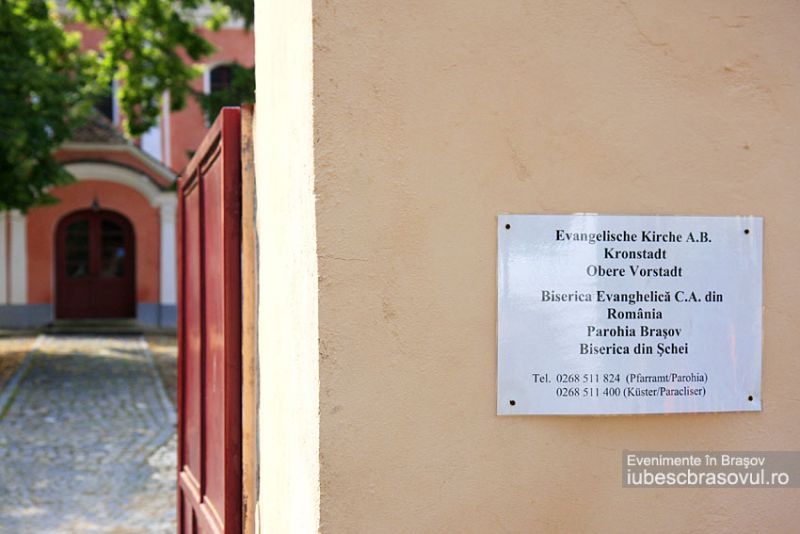 Evangelische Kirche A.B.
Kronstadt
Obere Vorstadt
Biserica Evanghelică C.A. din
România
Parohia Brașov
Biserica din Șchei
Tel. 0268 511 824 (Pfarramt/Parohia)
0268 511 400 (Küster/Paracliser)
Evenimente în Brașov
iubescbrasovul.ro